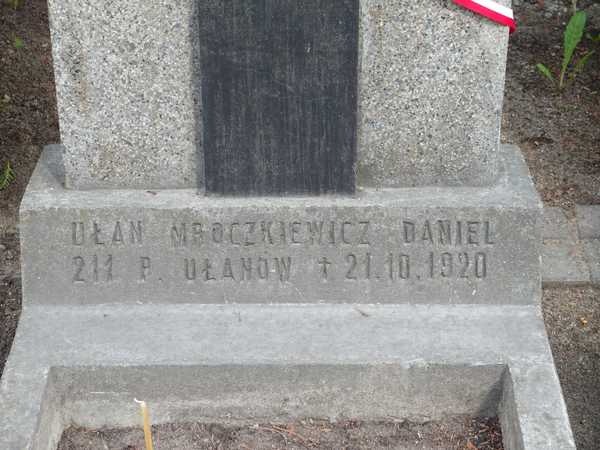 UŁAN MROCZKIEWICZ DANIEL
211 P. UŁANÓW + 21.10.1920